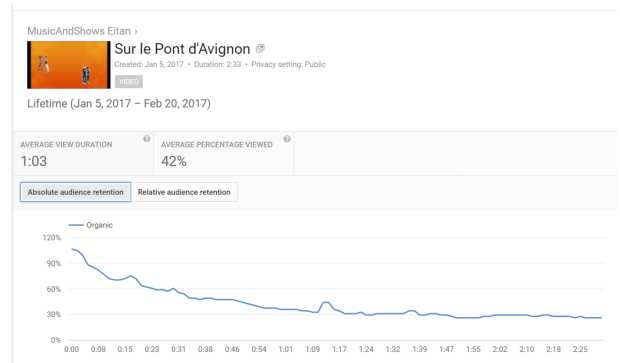 MusicAndShows Eitan ›
Sur le Pont d'Avignon
Created: Jan 5, 2017 • Duration: 2:33 • Privacy setting: Public
VIDEO
Lifetime (Jan 5, 2017 – Feb 20, 2017)
AVERAGE VIEW DURATION ?
1:03
AVERAGE PERCENTAGE VIEWED ?
42%
Absolute audience retention Relative audience retention
Organic
120%
90%
60%
30%
0%
0:00 0:08 0:15 0:23 0:31 0:38 0:46 0:54 1:01 1:09 1:17 1:24 1:32 1:39 1:47 1:55 2:02 2:10 2:18 2:25